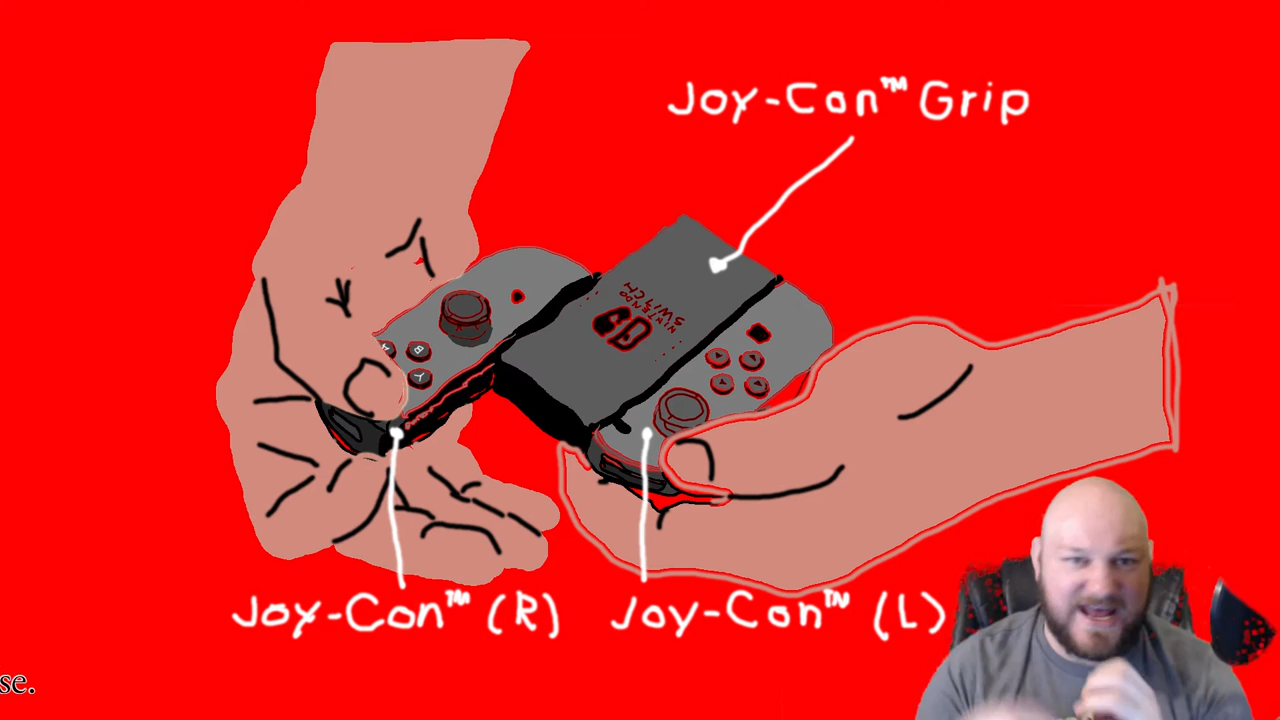 Joy-Con™ Grip
A
B
Y
NINTENDO
SWITCH
Joy-Con™ (R)
Joy-Con™ (L)
se.